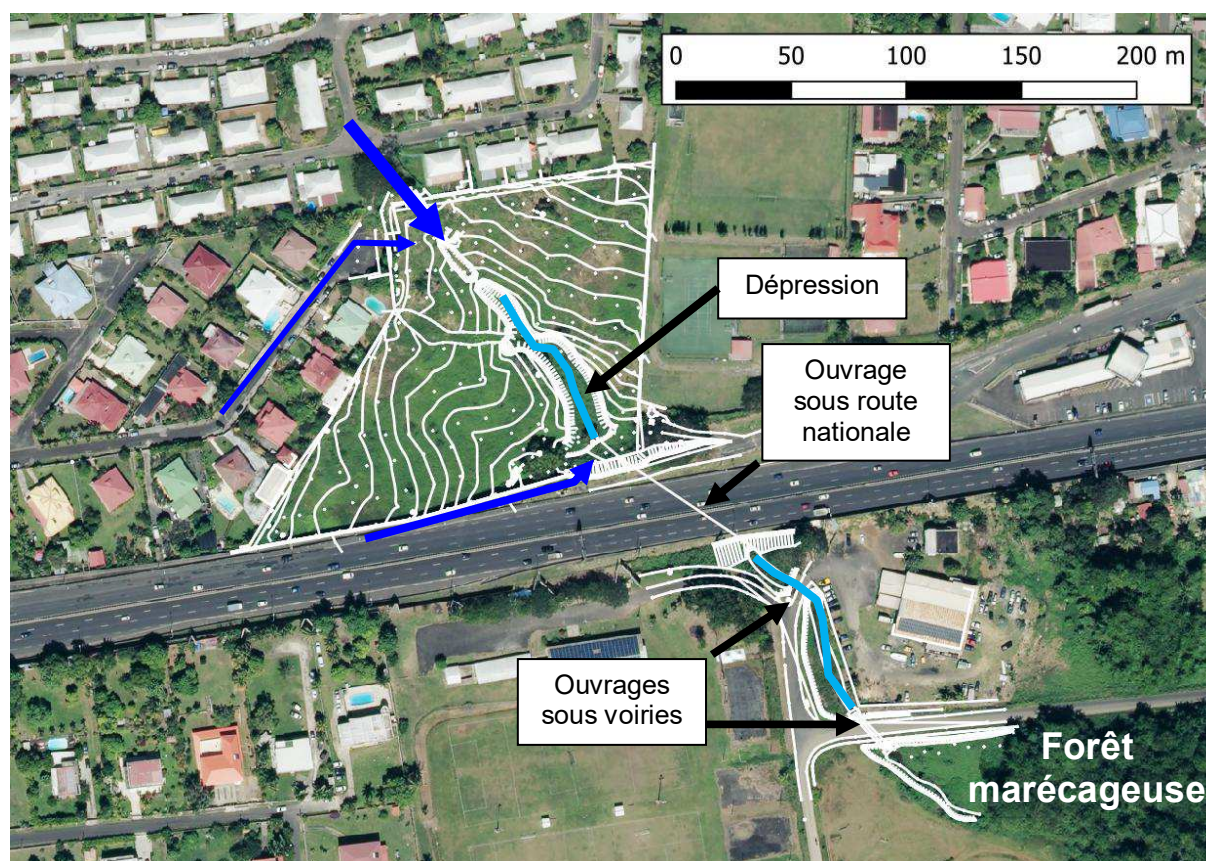 0 50 100 150 200 m
Dépression
Ouvrage
sous route
nationale
Ouvrages
sous voiries
Forêt
marécageuse